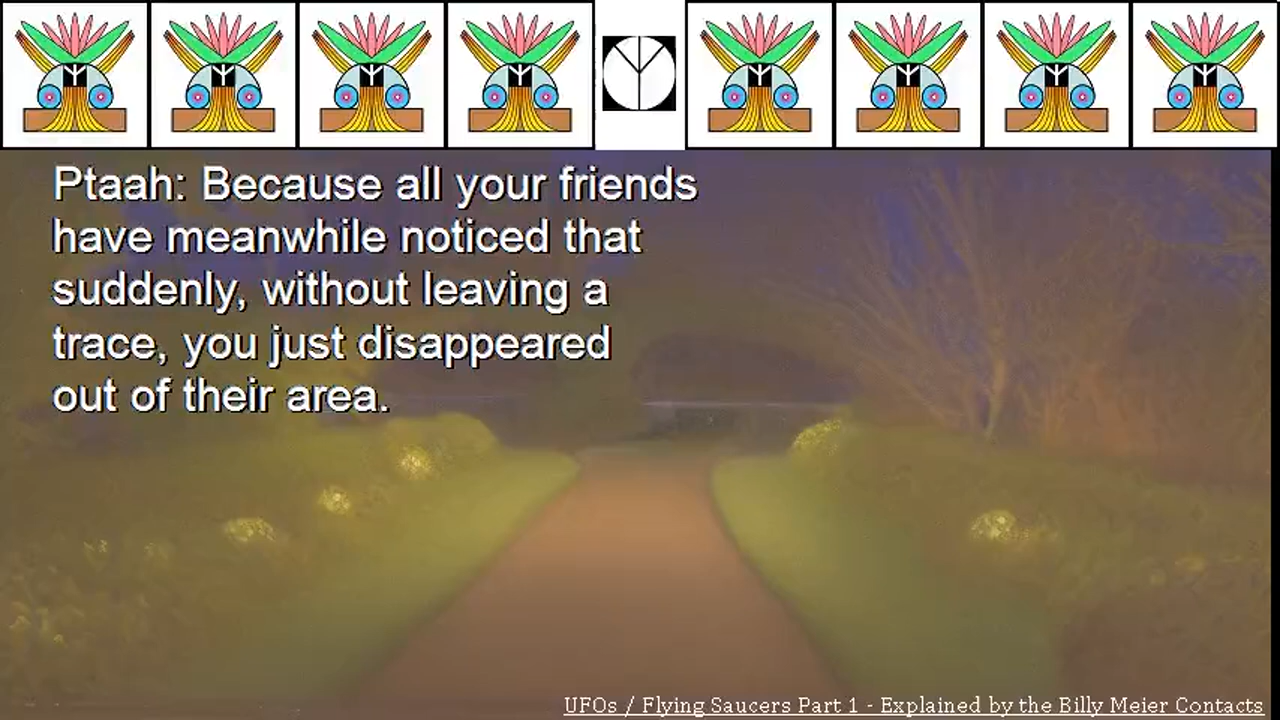 Ptaah: Because all your friends
have meanwhile noticed that
suddenly, without leaving a
trace, you just disappeared
out of their area.
UFOs / Flying Saucers Part 1 - Explained by the Billy Meier Contacts